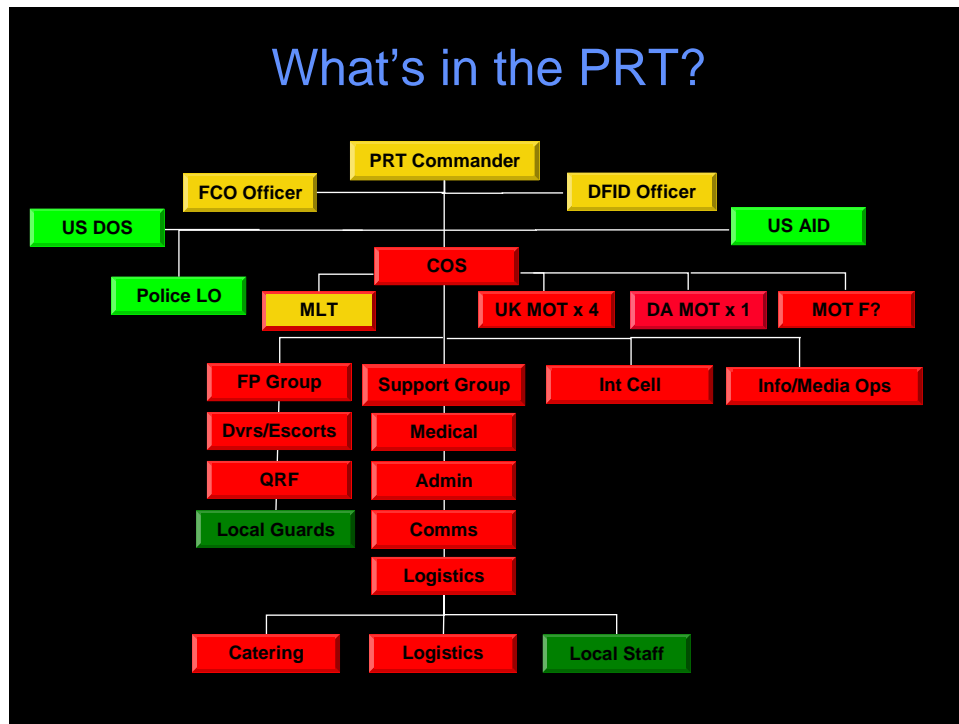 What's in the PRT?
PRT Commander
FCO Officer
DFID Officer
US DOS
US AID
COS
Police LO
MLT
UK MOT x 4
DA MOT x 1
MOT F?
FP Group
Support Group
Int Cell
Info/Media Ops
Dvrs/Escorts
Medical
QRF
Admin
Local Guards
Comms
Logistics
Catering
Logistics
Local Staff